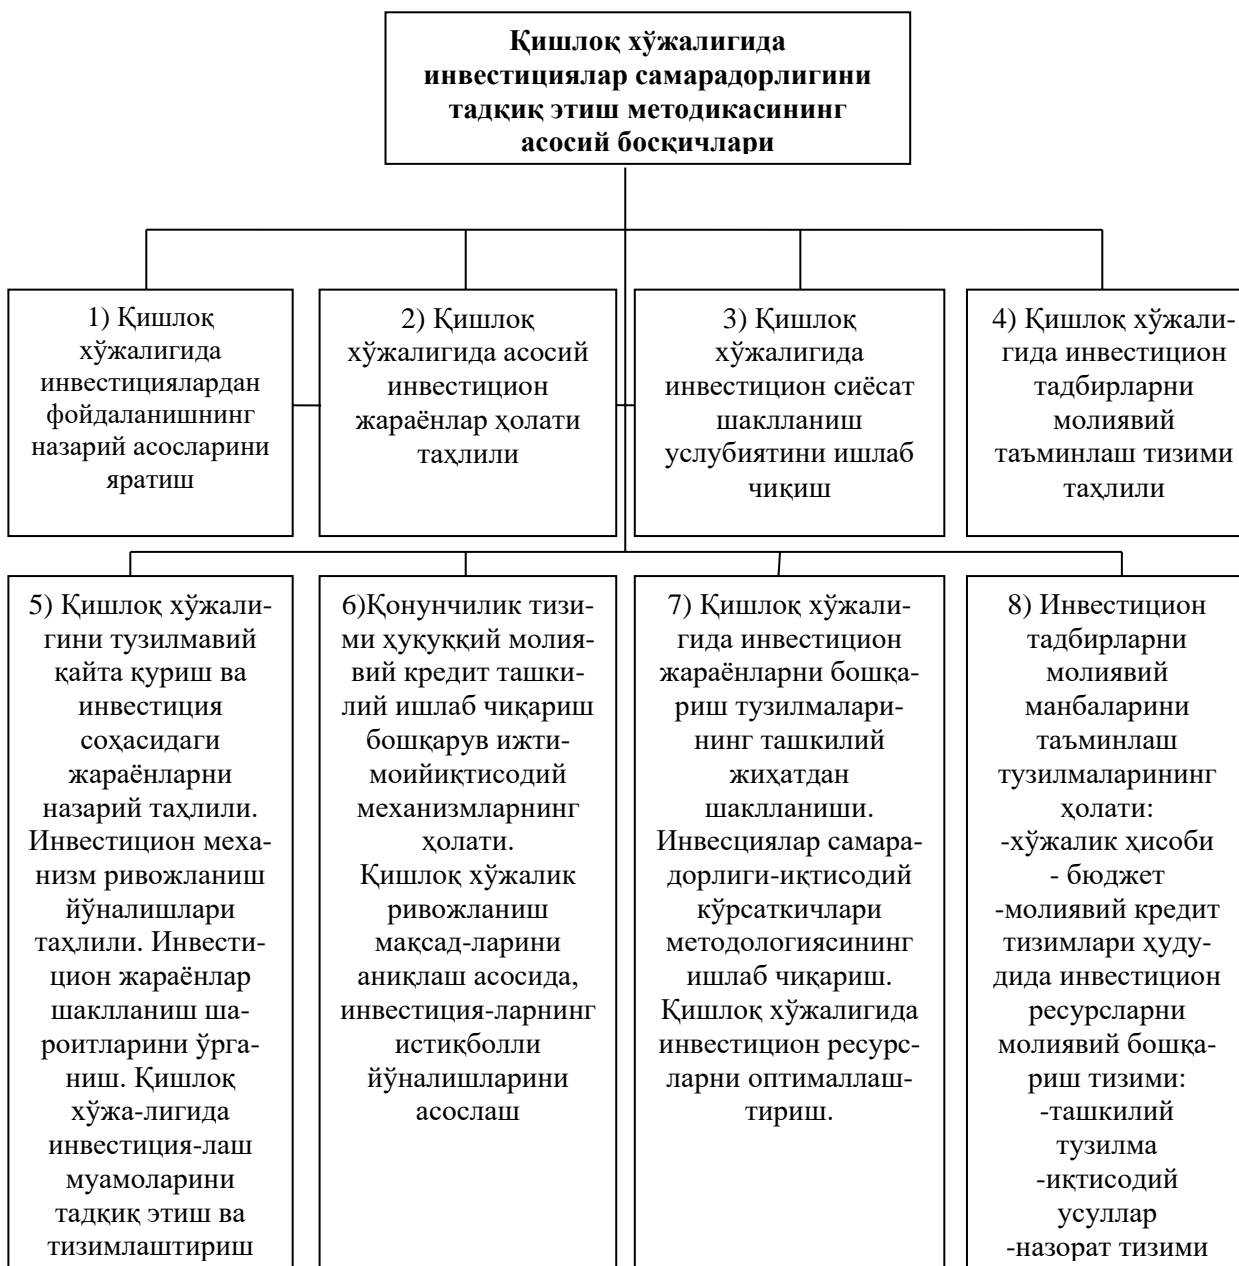 Қишлоқ хўжалигида
инвестициялар самарадорлигини
тадқиқ этиш методикасининг
асосий босқичлари
1) Қишлоқ
хўжалигида
инвестициялардан
фойдаланишнинг
назарий асосларини
яратиш
2) Қишлоқ
хўжалигида асосий
инвестицион
жараёнлар ҳолати
таҳлили
3) Қишлоқ
хўжалигида
инвестицион сиёсат
шаклланиш
услубиятини ишлаб
чиқиш
4) Қишлоқ хўжали-
гида инвестицион
тадбирларни
молиявий
таъминлаш тизими
таҳлили
5) Қишлоқ хўжали-
гини тузилмавий
қайта қуриш ва
инвестиция
соҳасидаги
жараёнларни
назарий таҳлили.
Инвестицион меха-
низм ривожланиш
йўналишлари
таҳлили. Инвести-
цион жараёнлар
шаклланиш ша-
роитларини ўрга-
ниш. Қишлоқ
хўжа-лигида
инвестиция-лаш
муамоларини
тадқиқ этиш ва
тизимлаштириш
6)Қонунчилик тизи-
ми ҳуқуққий молия-
вий кредит ташки-
лий ишлаб чиқариш
бошқарув ижти-
моийиқтисодий
механизмларнинг
ҳолати.
Қишлоқ хўжалик
ривожланиш
мақсад-ларини
аниқлаш асосида,
инвестиция-ларнинг
истиқболли
йўналишларини
асослаш
7) Қишлоқ хўжали-
гида инвестицион
жараёнларни бошқа-
риш тузилмалари-
нинг ташкилий
жиҳатдан
шаклланиши.
Инвесциялар самара-
дорлиги-иқтисодий
кўрсаткичлари
методологиясининг
ишлаб чиқариш.
Қишлоқ хўжалигида
инвестицион ресурс-
ларни оптималлаш-
тириш.
8) Инвестицион
тадбирларни
молиявий
манбаларини
таъминлаш
тузилмаларининг
ҳолати:
-хўжалик ҳисоби
- бюджет
-молиявий кредит
тизимлари ҳуду-
дида инвестицион
ресурсларни
молиявий бошқа-
риш тизими:
-ташкилий
тузилма
-иқтисодий
усуллар
-назорат тизими